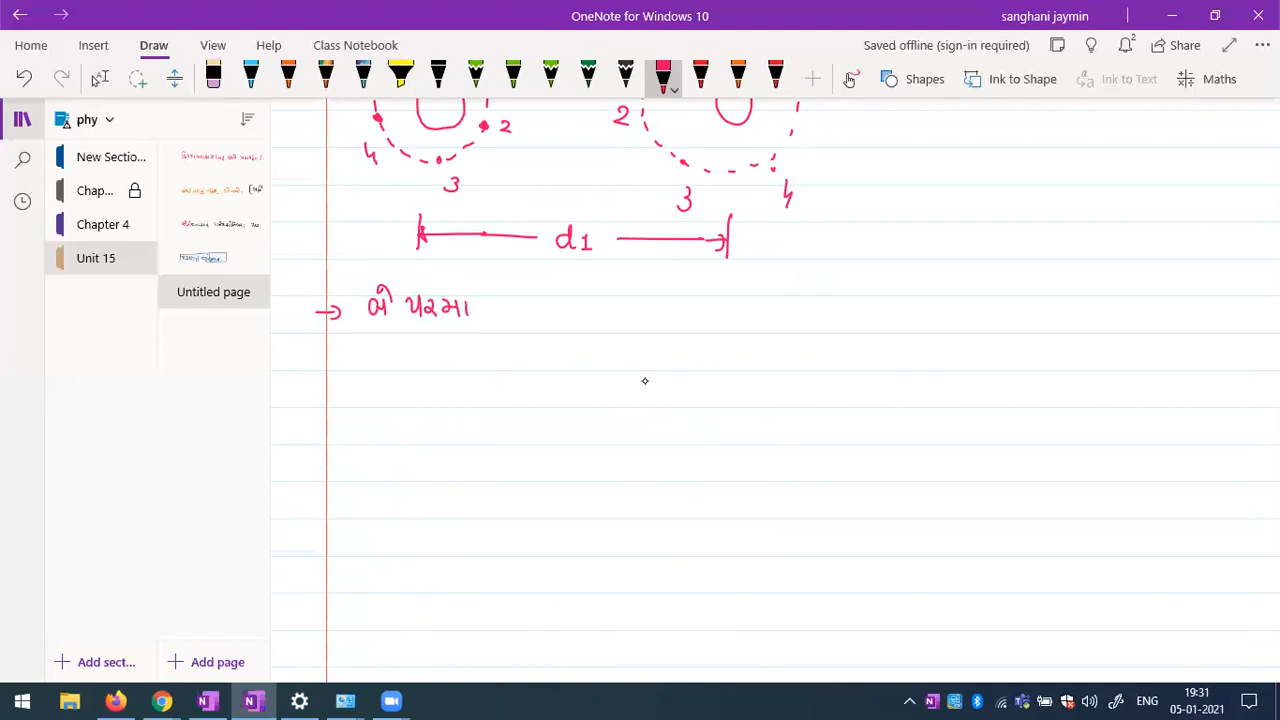 OneNote for Windows 10
sanghani jaymin
Home Insert Draw View Help Class Notebook
Saved offline (sign-in required) Share
Shapes Ink to Shape Ink to Text Maths
phy
New Sectio...
Chap...
Chapter 4
Unit 15
Untitled page
4 3 2
2 3 4
d1
→ બે પરમા
Add sect... Add page
ENG 19:31
05-01-2021